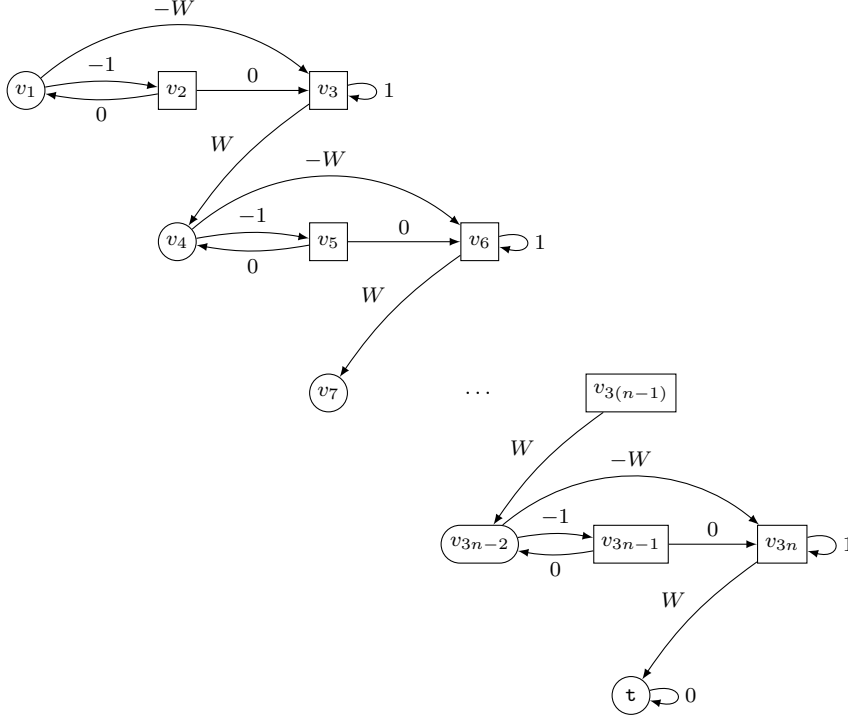 −W
v₁ −1 0 v₂ 0 v₃ 1
W
−W
v₄ −1 0 v₅ 0 v₆ 1
W
v₇ ... v₃₍ₙ₋₁₎
W
−W
v₃ₙ₋₂ −1 0 v₃ₙ₋₁ 0 v₃ₙ 1
W
t 0